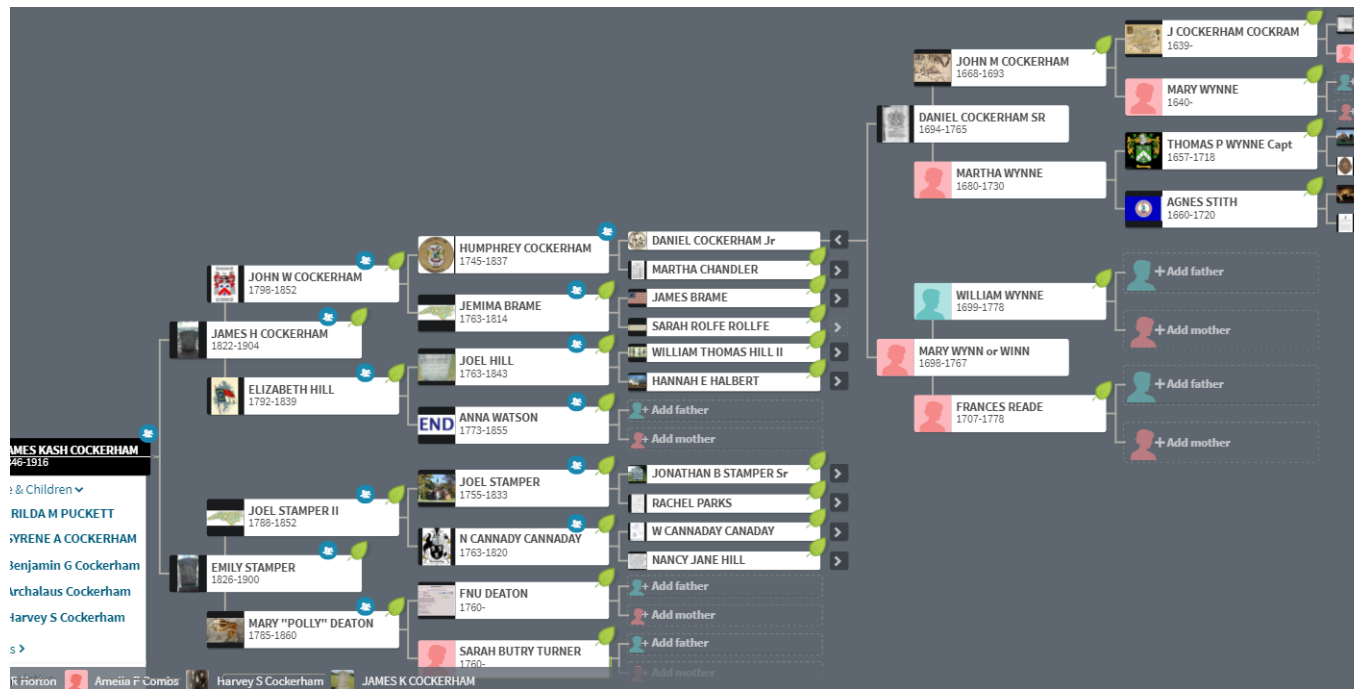 J COCKERHAM COCKRAM
1639-
JOHN M COCKERHAM
1668-1693
MARY WYNNE
1640-
DANIEL COCKERHAM SR
1694-1765
THOMAS P WYNNE Capt
1657-1718
MARTHA WYNNE
1680-1730
AGNES STITH
1660-1720
HUMPHREY COCKERHAM
1745-1837
DANIEL COCKERHAM Jr
MARTHA CHANDLER
JOHN W COCKERHAM
1798-1852
JEMIMA BRAME
1763-1814
JAMES BRAME
SARAH ROLFE ROLLFE
WILLIAM WYNNE
1699-1778
+ Add father
+ Add mother
JAMES H COCKERHAM
1822-1904
JOEL HILL
1763-1843
WILLIAM THOMAS HILL II
HANNAH E HALBERT
MARY WYNN or WINN
1698-1767
ELIZABETH HILL
1792-1839
END
ANNA WATSON
1773-1855
+ Add father
+ Add mother
FRANCES READE
1707-1778
+ Add father
+ Add mother
AMES KASH COCKERHAM
46-1916
e & Children
RILDA M PUCKETT
SYRENE A COCKERHAM
Benjamin G Cockerham
Archalaus Cockerham
Harvey S Cockerham
s >
JOEL STAMPER II
1788-1852
JOEL STAMPER
1755-1833
JONATHAN B STAMPER Sr
RACHEL PARKS
N CANNADY CANNADAY
1763-1820
W CANNADAY CANADAY
NANCY JANE HILL
EMILY STAMPER
1826-1900
MARY "POLLY" DEATON
1785-1860
FNU DEATON
1760-
+ Add father
+ Add mother
SARAH BUTRY TURNER
1760-
+ Add father
+ Add mother
Horton
Amelia F Combs
Harvey S Cockerham
JAMES K COCKERHAM